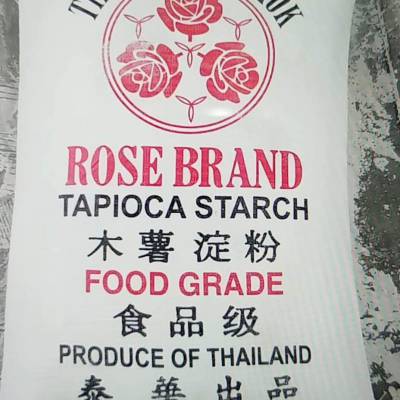 ROSE BRAND
TAPIOCA STARCH
木薯淀粉
FOOD GRADE
食品级
PRODUCE OF THAILAND
泰華出品